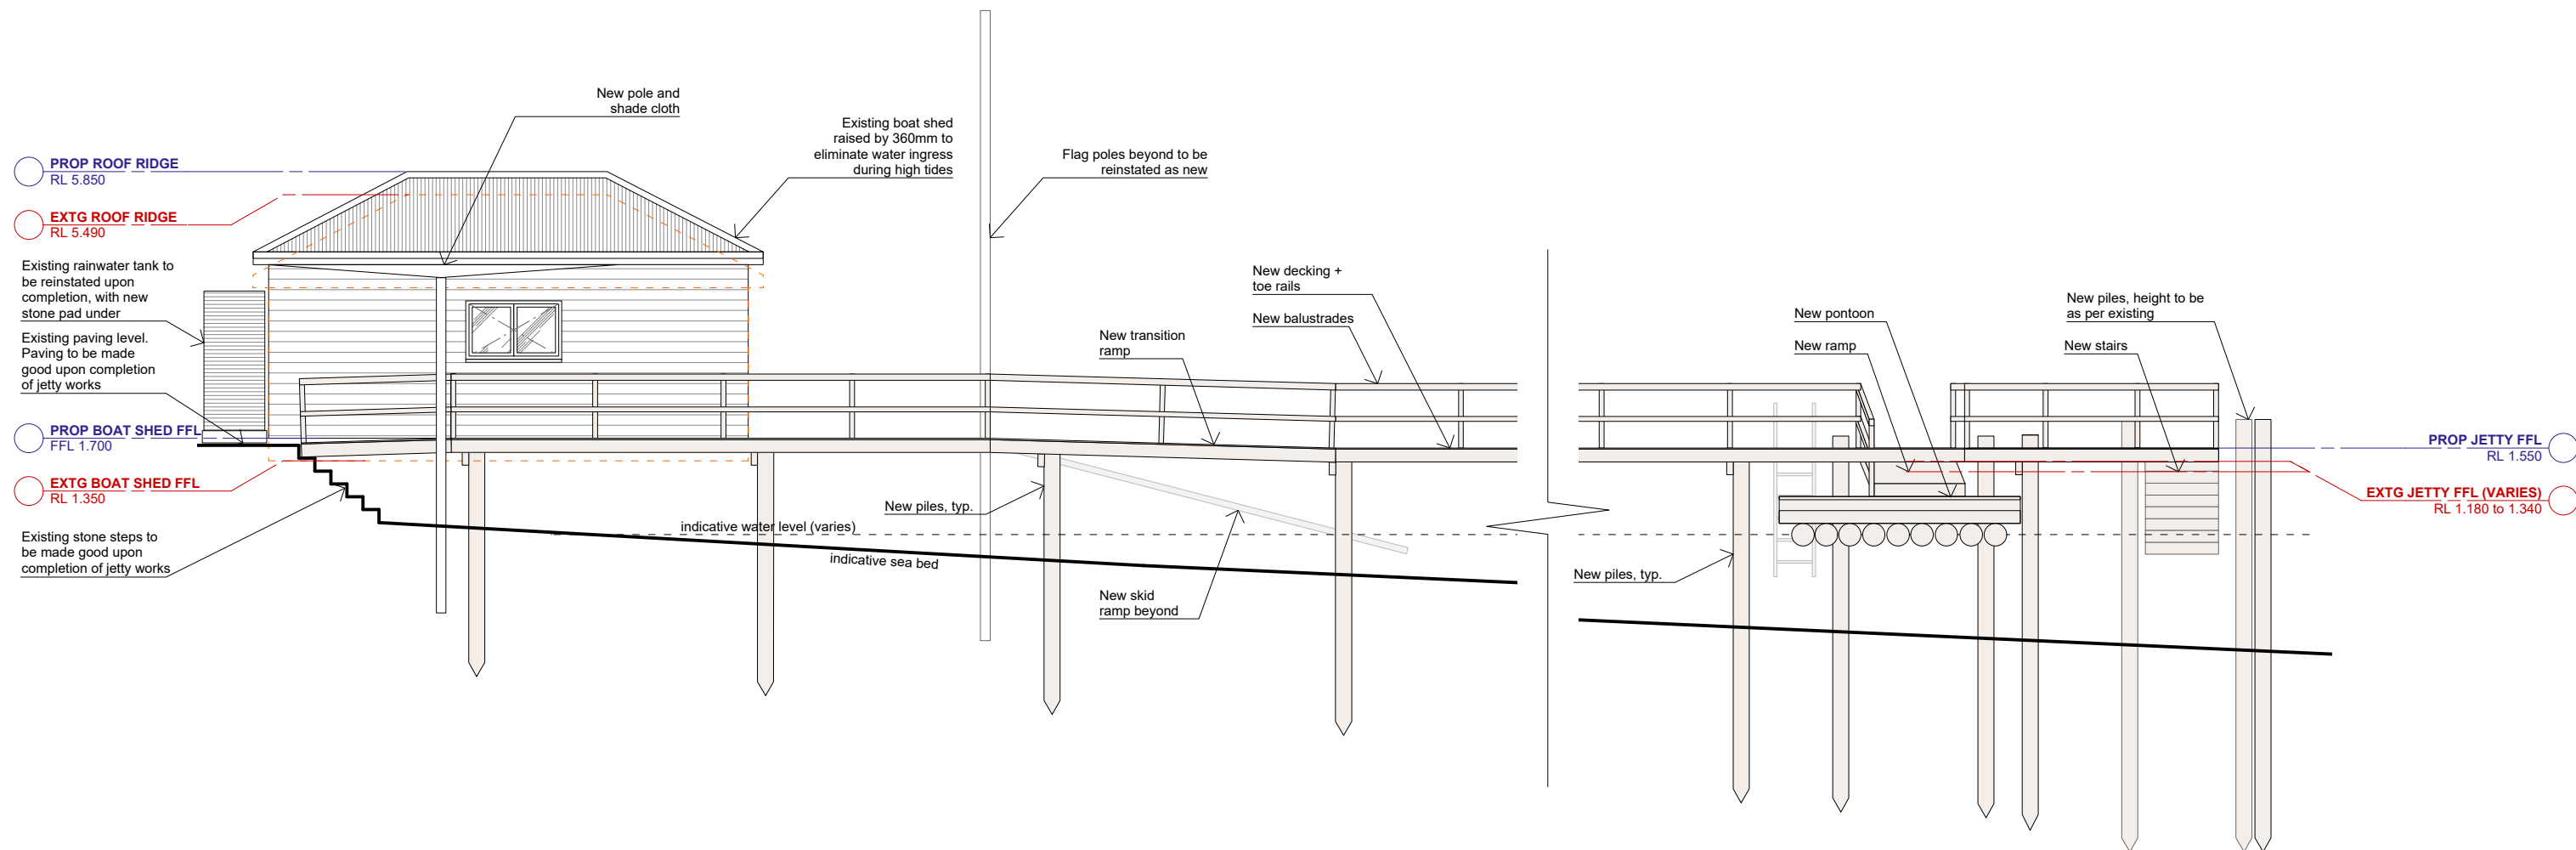 New pole and
shade cloth
Existing boat shed
raised by 360mm to
eliminate water ingress
during high tides
Flag poles beyond to be
reinstated as new
PROP ROOF RIDGE
RL 5.850
EXTG ROOF RIDGE
RL 5.490
Existing rainwater tank to
be reinstated upon
completion, with new
stone pad under
Existing paving level.
Paving to be made
good upon completion
of jetty works
PROP BOAT SHED FFL
FFL 1.700
EXTG BOAT SHED FFL
RL 1.350
Existing stone steps to
be made good upon
completion of jetty works
indicative water level (varies)
indicative sea bed
New piles, typ.
New skid
ramp beyond
New transition
ramp
New decking +
toe rails
New balustrades
New pontoon
New ramp
New piles, height to be
as per existing
New stairs
New piles, typ.
PROP JETTY FFL
RL 1.550
EXTG JETTY FFL (VARIES)
RL 1.180 to 1.340